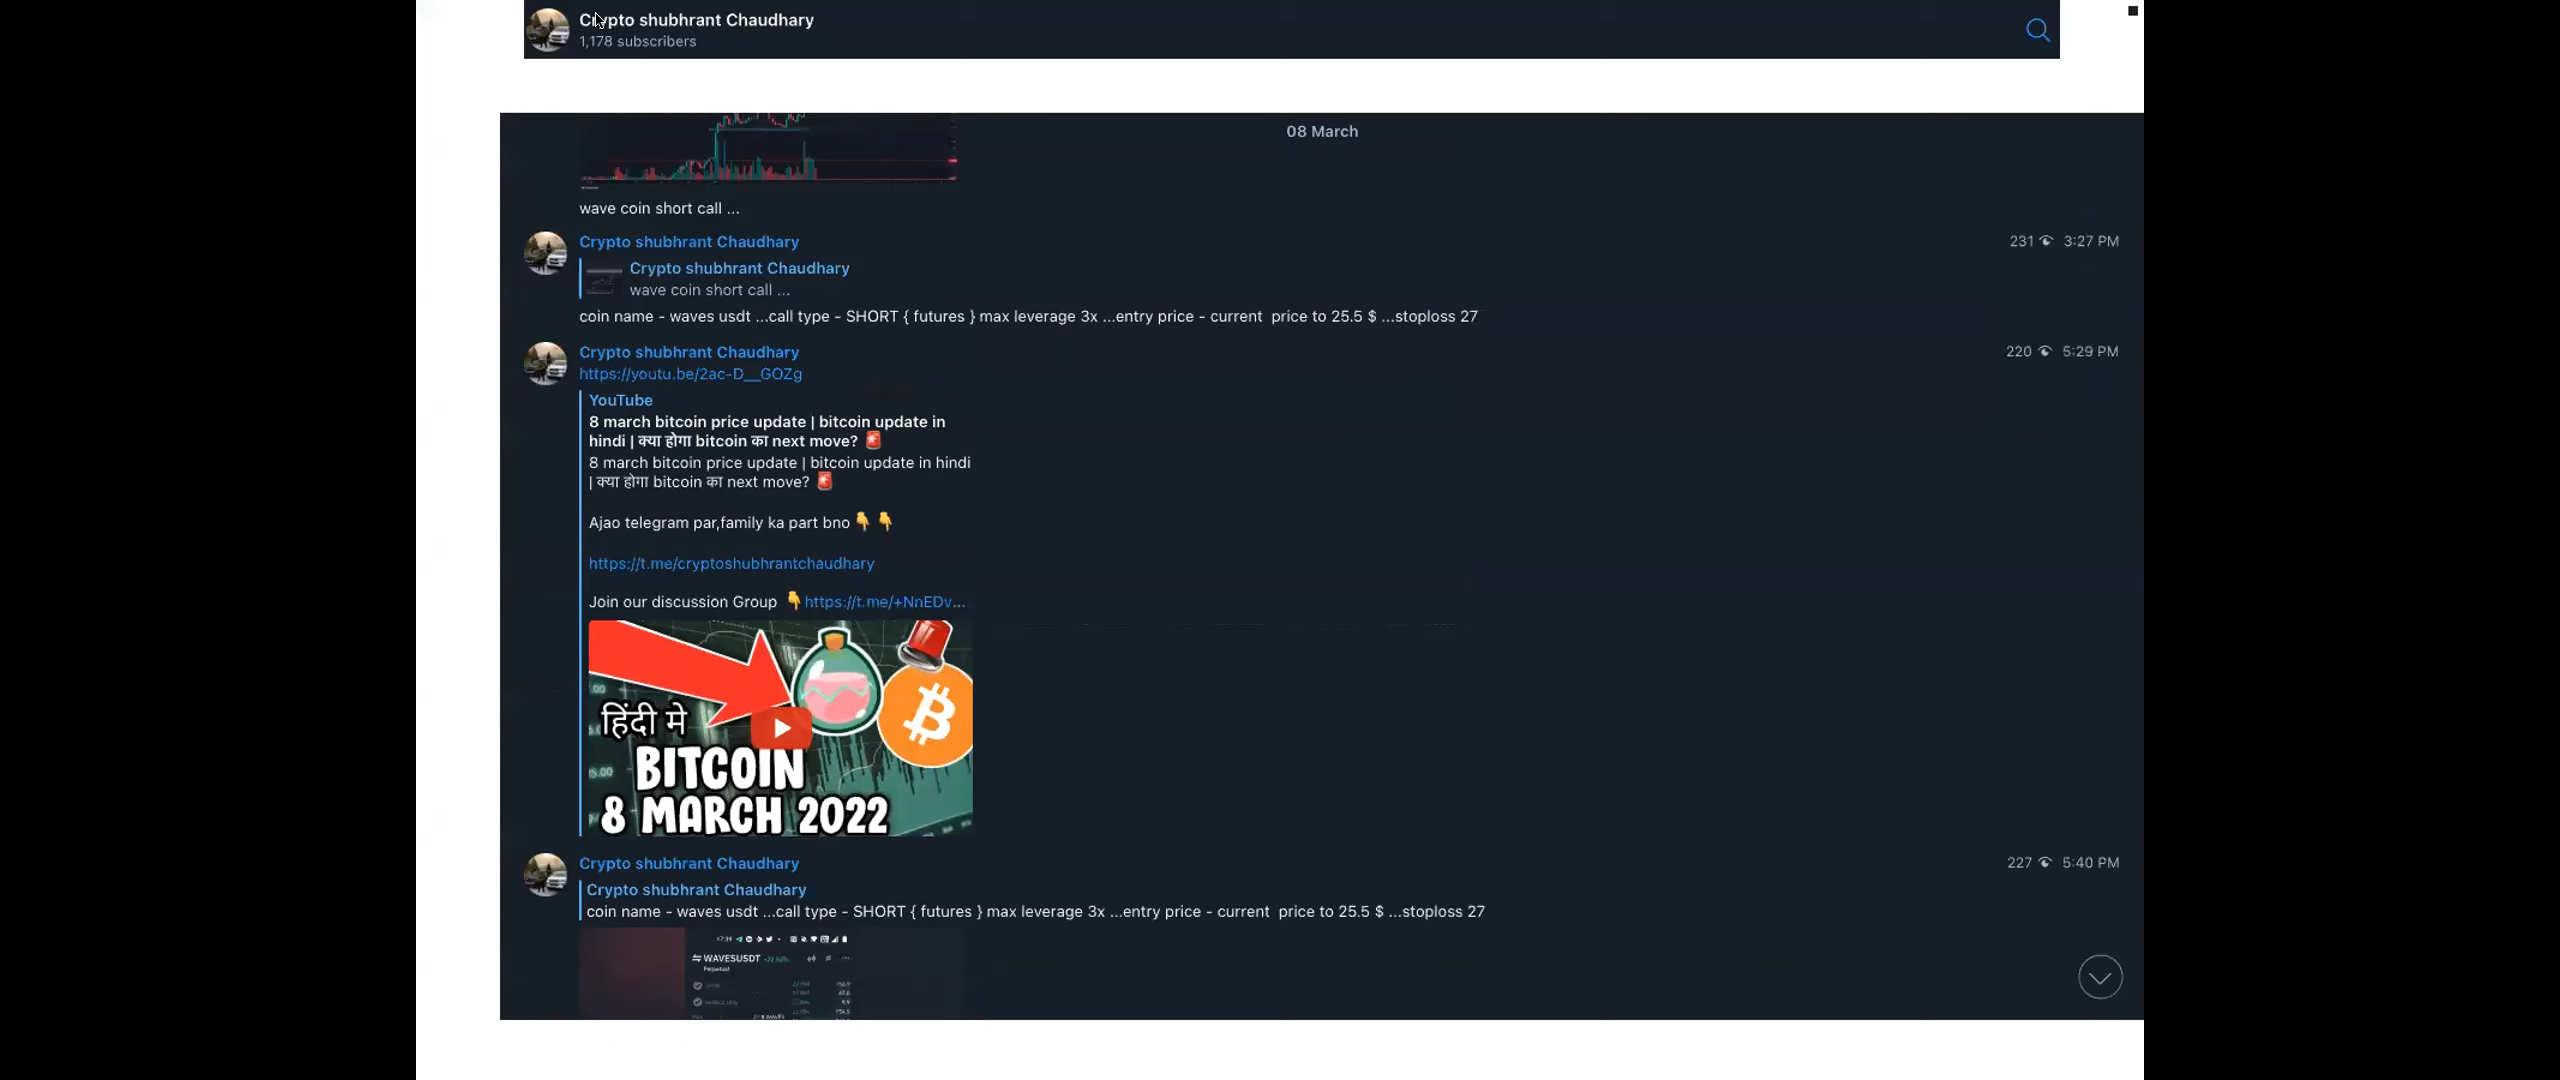 Crypto shubhrant Chaudhary
1,178 subscribers
08 March
wave coin short call ...
Crypto shubhrant Chaudhary
231 3:27 PM
Crypto shubhrant Chaudhary
wave coin short call ...
coin name - waves usdt ...call type - SHORT { futures } max leverage 3x ...entry price - current price to 25.5 $ ...stoploss 27
Crypto shubhrant Chaudhary
220 5:29 PM
https://youtu.be/2ac-D__GOZg
YouTube
8 march bitcoin price update | bitcoin update in
hindi | क्या होगा bitcoin का next move? 🚨
8 march bitcoin price update | bitcoin update in hindi
| क्या होगा bitcoin का next move? 🚨
Ajao telegram par,family ka part bno👇 👇
https://t.me/cryptoshubhrantchaudhary
Join our discussion Group 👇https://t.me/+NnEDv...
हिंदी मे
BITCOIN
8 MARCH 2022
Crypto shubhrant Chaudhary
227 5:40 PM
Crypto shubhrant Chaudhary
coin name - waves usdt ...call type - SHORT { futures } max leverage 3x ...entry price - current price to 25.5 $ ...stoploss 27
17:39
WAVESUSDT
Perpetual